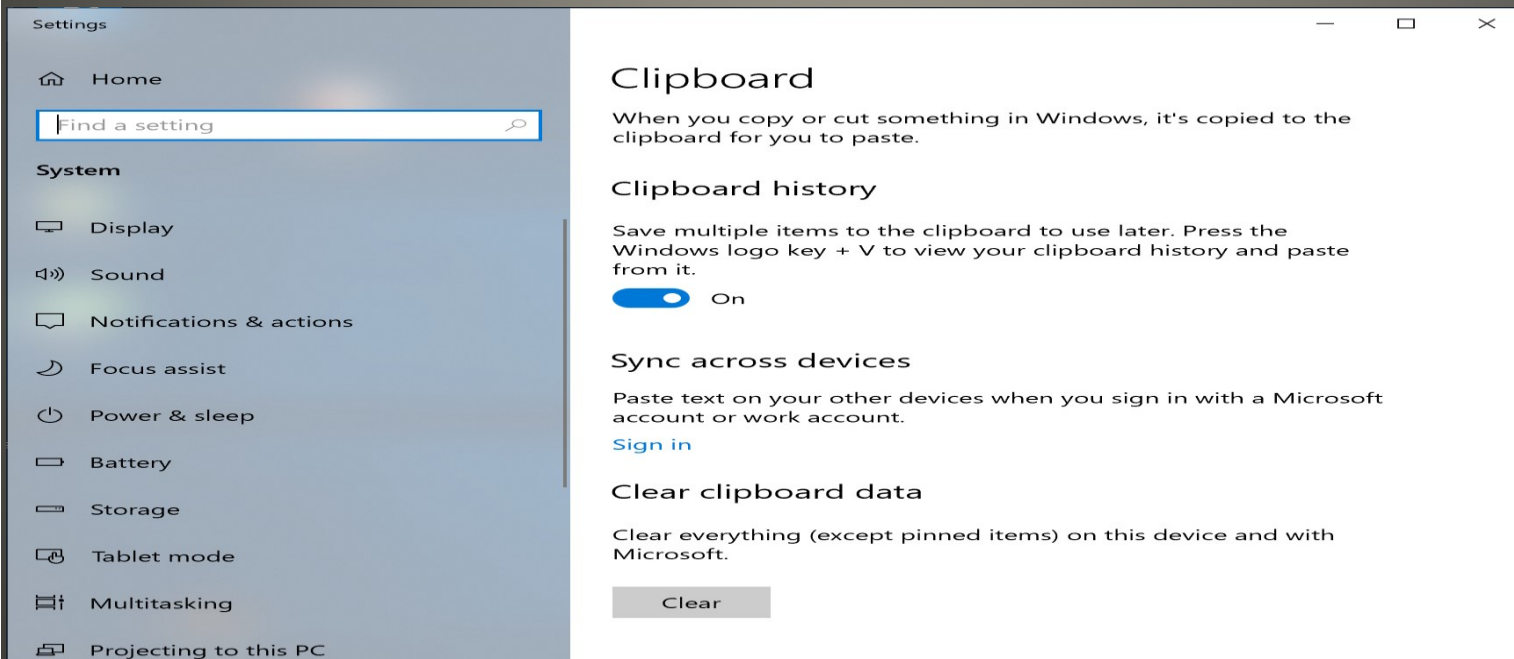 Settings
Home
Find a setting
System
Display
Sound
Notifications & actions
Focus assist
Power & sleep
Battery
Storage
Tablet mode
Multitasking
Projecting to this PC
Clipboard
When you copy or cut something in Windows, it's copied to the
clipboard for you to paste.
Clipboard history
Save multiple items to the clipboard to use later. Press the
Windows logo key + V to view your clipboard history and paste
from it.
On
Sync across devices
Paste text on your other devices when you sign in with a Microsoft
account or work account.
Sign in
Clear clipboard data
Clear everything (except pinned items) on this device and with
Microsoft.
Clear